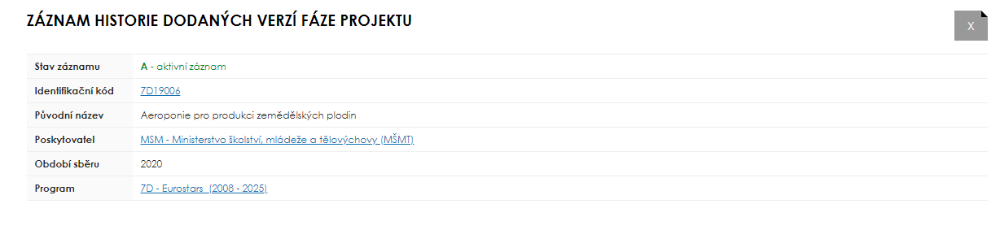 ZÁZNAM HISTORIE DODANÝCH VERZÍ FÁZE PROJEKTU
X
Stav záznamu A - aktivní záznam
Identifikační kód 7D19006
Původní název Aeroponie pro produkci zemědělských plodin
Poskytovatel MSM - Ministerstvo školství, mládeže a tělovýchovy (MŠMT)
Období sběru 2020
Program 7D - Eurostars (2008 - 2025)